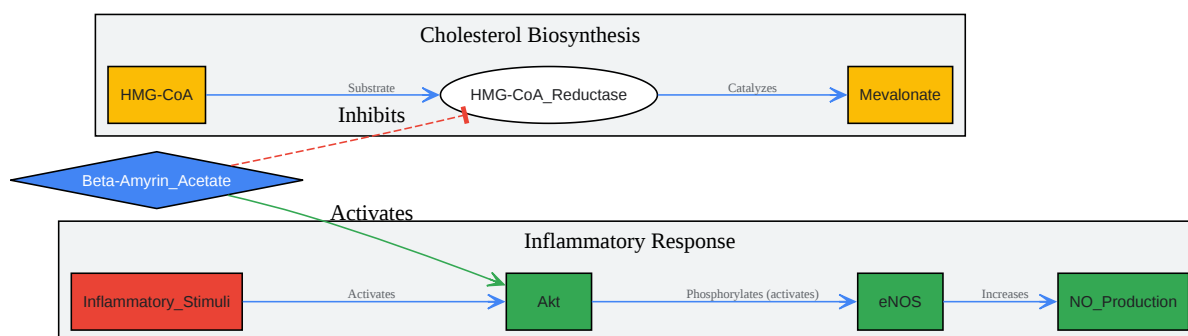 Cholesterol Biosynthesis
HMG-CoA
Substrate
HMG-CoA_Reductase
Catalyzes
Mevalonate
Inhibits
Beta-Amyrin_Acetate
Activates
Inflammatory Response
Inflammatory_Stimuli
Activates
Akt
Phosphorylates (activates)
eNOS
Increases
NO_Production